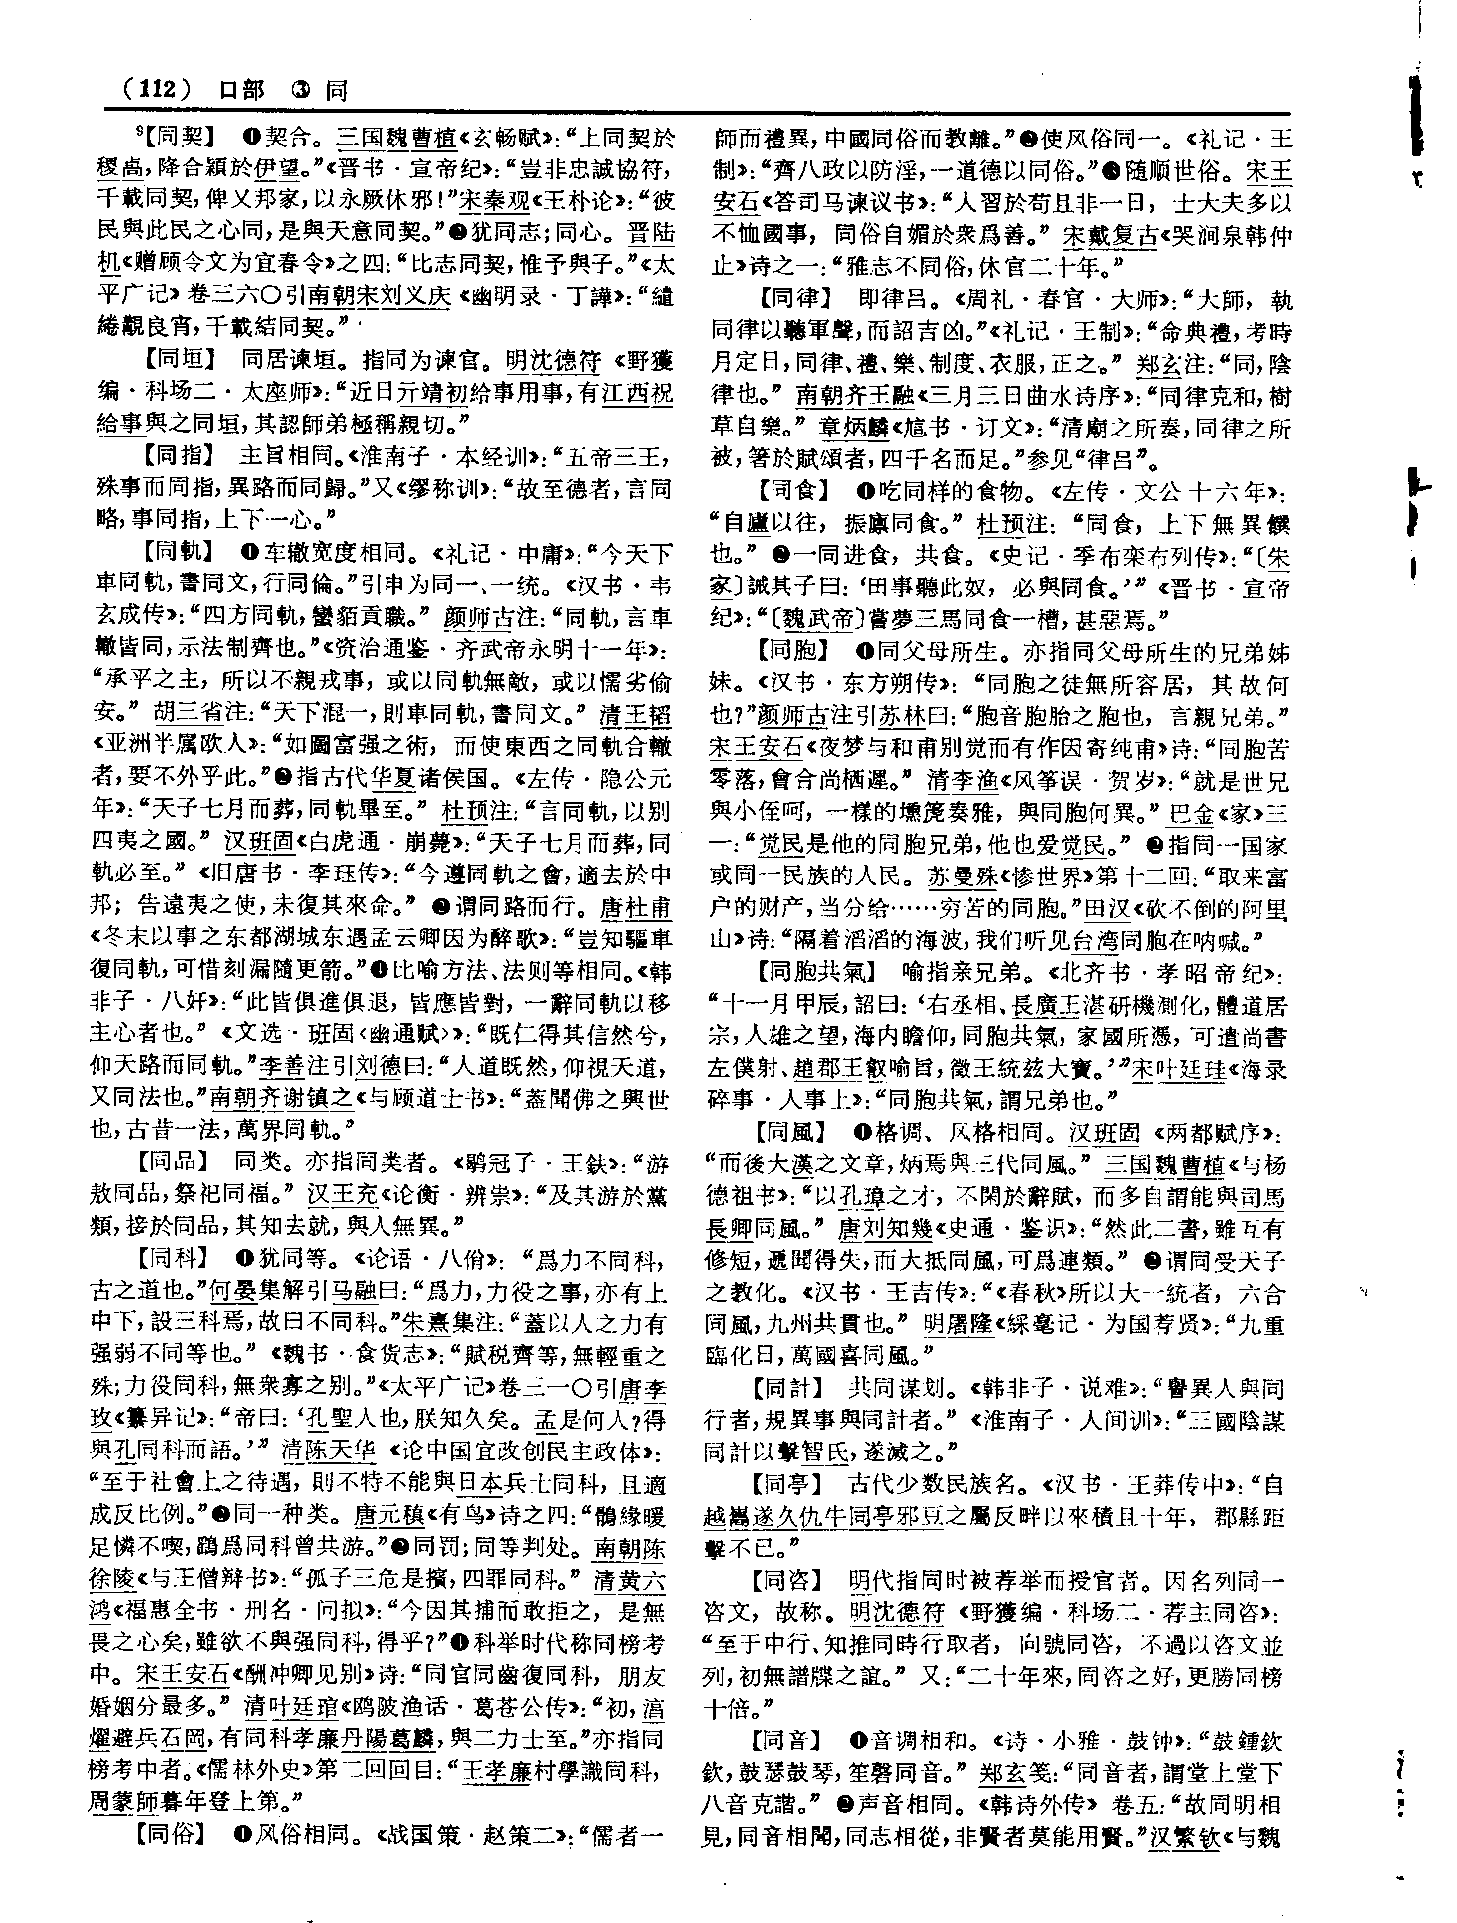 (112) 口部 ③ 同
⁹【同契】 ❶契合。三国魏曹植《玄畅赋》：“上同契於
稷卨，降合穎於伊望。”《晋书·宣帝纪》：“豈非忠誠協符，
千載同契，俾乂邦家，以永厥休邪！”宋秦观《王朴论》：“彼
民與此民之心同，是與天意同契。”❷犹同志；同心。晋陆
机《赠顾令文为宜春令》之四：“比志同契，惟予與子。”《太
平广记》卷三六〇引南朝宋刘义庆《幽明录·丁譁》：“繾
綣覯良宵，千載結同契。”
【同垣】 同居谏垣。指同为谏官。明沈德符《野獲
编·科场二·太座师》：“近日亓靖初给事用事，有江西祝
给事與之同垣，其認師弟極稱親切。”
【同指】 主旨相同。《淮南子·本经训》：“五帝三王，
殊事而同指，異路而同歸。”又《缪称训》：“故至德者，言同
略，事同指，上下一心。”
【同軌】 ❶车辙宽度相同。《礼记·中庸》：“今天下
車同軌，書同文，行同倫。”引申为同一、一统。《汉书·韦
玄成传》：“四方同軌，蠻貊貢職。” 颜师古注：“同軌，言車
轍皆同，示法制齊也。”《资治通鉴·齐武帝永明十一年》：
“承平之主，所以不親戎事，或以同軌無敵，或以懦劣偷
安。” 胡三省注：“天下混一，則車同軌，書同文。” 清王韬
《亚洲半属欧人》：“如圖富强之術，而使東西之同軌合轍
者，要不外乎此。”❷指古代华夏诸侯国。《左传·隐公元
年》：“天子七月而葬，同軌畢至。” 杜预注：“言同軌，以别
四夷之國。” 汉班固《白虎通·崩薨》：“天子七月而葬，同
軌必至。”《旧唐书·李珏传》：“今遵同軌之會，適去於中
邦；告遠夷之使，未復其來命。” ❸谓同路而行。唐杜甫
《冬末以事之东都湖城东遇孟云卿因为醉歌》：“豈知驅車
復同軌，可惜刻漏隨更箭。”❹比喻方法、法则等相同。《韩
非子·八奸》：“此皆俱進俱退，皆應皆對，一辭同軌以移
主心者也。”《文选·班固〈幽通赋〉》：“既仁得其信然兮，
仰天路而同軌。”李善注引刘德曰：“人道既然，仰視天道，
又同法也。”南朝齐谢镇之《与顾道士书》：“蓋聞佛之興世
也，古昔一法，萬界同軌。”
【同品】 同类。亦指同类者。《鹖冠子·王鈇》：“游
敖同品，祭祀同福。” 汉王充《论衡·辨祟》：“及其游於黨
類，接於同品，其知去就，與人無異。”
【同科】 ❶犹同等。《论语·八佾》：“爲力不同科，
古之道也。”何晏集解引马融曰：“爲力，力役之事，亦有上
中下，設三科焉，故曰不同科。”朱熹集注：“蓋以人之力有
强弱不同等也。”《魏书·食货志》：“賦税齊等，無輕重之
殊；力役同科，無衆寡之别。”《太平广记》卷三一〇引唐李
玫《纂异记》：“帝曰：‘孔聖人也，朕知久矣。孟是何人？得
與孔同科而語。’” 清陈天华《论中国宜改创民主政体》：
“至于社會上之待遇，則不特不能與日本兵士同科，且適
成反比例。”❷同一种类。唐元稹《有鸟》诗之四：“鶻緣暖
足憐不喫，鷂爲同科曾共游。”❸同罚；同等判处。南朝陈
徐陵《与王僧辩书》：“孤子三危是擯，四罪同科。” 清黄六
鸿《福惠全书·刑名·问拟》：“今因其捕而敢拒之，是無
畏之心矣，雖欲不與强同科，得乎？”❹科举时代称同榜考
中。宋王安石《酬冲卿见别》诗：“同官同齒復同科，朋友
婚姻分最多。” 清叶廷琯《鸥陂渔话·葛苍公传》：“初，滈
燿避兵石岡，有同科孝廉丹陽葛麟，與二力士至。”亦指同
榜考中者。《儒林外史》第二回回目：“王孝廉村學識同科，
周蒙師暮年登上第。”
【同俗】 ❶风俗相同。《战国策·赵策二》：“儒者一
師而禮異，中國同俗而教離。”❷使风俗同一。《礼记·王
制》：“齊八政以防淫，一道德以同俗。”❸随顺世俗。宋王
安石《答司马谏议书》：“人習於苟且非一日，士大夫多以
不恤國事，同俗自媚於衆爲善。” 宋戴复古《哭涧泉韩仲
止》诗之一：“雅志不同俗，休官二十年。”
【同律】 即律吕。《周礼·春官·大师》：“大師，執
同律以聽軍聲，而詔吉凶。”《礼记·王制》：“命典禮，考時
月定日，同律、禮、樂、制度、衣服，正之。” 郑玄注：“同，陰
律也。” 南朝齐王融《三月三日曲水诗序》：“同律克和，樹
草自樂。” 章炳麟《訄书·订文》：“清廟之所奏，同律之所
被，箸於賦頌者，四千名而足。”参见“律吕”。
【同食】 ❶吃同样的食物。《左传·文公十六年》：
“自廬以往，振廩同食。” 杜预注：“同食，上下無異饌
也。” ❷一同进食，共食。《史记·季布栾布列传》：“〔朱
家〕誡其子曰：‘田事聽此奴，必與同食。’”《晋书·宣帝
纪》：“〔魏武帝〕嘗夢三馬同食一槽，甚惡焉。”
【同胞】 ❶同父母所生。亦指同父母所生的兄弟姊
妹。《汉书·东方朔传》：“同胞之徒無所容居，其故何
也？”颜师古注引苏林曰：“胞音胞胎之胞也，言親兄弟。”
宋王安石《夜梦与和甫别觉而有作因寄纯甫》诗：“同胞苦
零落，會合尚栖遲。” 清李渔《风筝误·贺岁》：“就是世兄
與小侄呵，一樣的壎篪奏雅，與同胞何異。” 巴金《家》三
一：“觉民是他的同胞兄弟，他也爱觉民。” ❷指同一国家
或同一民族的人民。苏曼殊《惨世界》第十二回：“取来富
户的财产，当分给……穷苦的同胞。”田汉《砍不倒的阿里
山》诗：“隔着滔滔的海波，我们听见台湾同胞在呐喊。”
【同胞共氣】 喻指亲兄弟。《北齐书·孝昭帝纪》：
“十一月甲辰，詔曰：‘右丞相、長廣王湛研機測化，體道居
宗，人雄之望，海内瞻仰，同胞共氣，家國所憑，可遣尚書
左僕射、趙郡王叡喻旨，徵王統兹大寶。’”宋叶廷珪《海录
碎事·人事上》：“同胞共氣，謂兄弟也。”
【同風】 ❶格调、风格相同。汉班固《两都赋序》：
“而後大漢之文章，炳焉與三代同風。” 三国魏曹植《与杨
德祖书》：“以孔璋之才，不閑於辭賦，而多自謂能與司馬
長卿同風。” 唐刘知幾《史通·鉴识》：“然此二書，雖互有
修短，遞聞得失，而大抵同風，可爲連類。” ❷谓同受天子
之教化。《汉书·王吉传》：“《春秋》所以大一統者，六合
同風，九州共貫也。” 明屠隆《綵毫记·为国荐贤》：“九重
臨化日，萬國喜同風。”
【同計】 共同谋划。《韩非子·说难》：“譽異人與同
行者，規異事與同計者。”《淮南子·人间训》：“三國陰謀
同計以擊智氏，遂滅之。”
【同亭】 古代少数民族名。《汉书·王莽传中》：“自
越嶲遂久仇牛同亭邪豆之屬反畔以來積且十年，郡縣距
擊不已。”
【同咨】 明代指同时被荐举而授官者。因名列同一
咨文，故称。明沈德符《野獲编·科场二·荐主同咨》：
“至于中行、知推同時行取者，向號同咨，不過以咨文並
列，初無譜牒之誼。” 又：“二十年來，同咨之好，更勝同榜
十倍。”
【同音】 ❶音调相和。《诗·小雅·鼓钟》：“鼓鍾欽
欽，鼓瑟鼓琴，笙磬同音。” 郑玄笺：“同音者，謂堂上堂下
八音克諧。” ❷声音相同。《韩诗外传》卷五：“故同明相
見，同音相聞，同志相從，非賢者莫能用賢。”汉繁钦《与魏